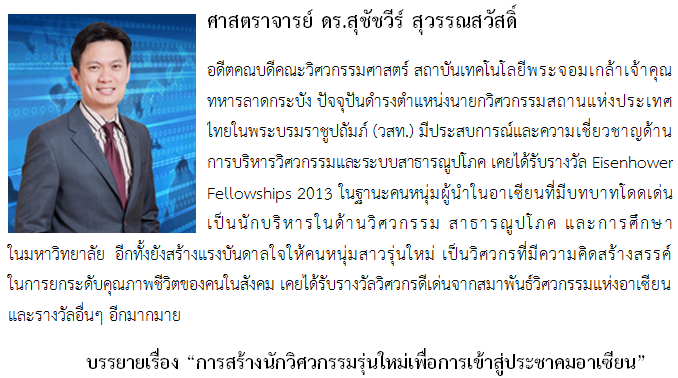 ศาสตราจารย์ ดร.สุชัชวีร์ สุวรรณสวัสดิ์
อดีตคณบดีคณะวิศวกรรมศาสตร์ สถาบันเทคโนโลยีพระจอมเกล้าเจ้าคุณ
ทหารลาดกระบัง ปัจจุบันดำรงตำแหน่งนายกวิศวกรรมสถานแห่งประเทศ
ไทยในพระบรมราชูปถัมภ์ (วสท.) มีประสบการณ์และความเชี่ยวชาญด้าน
การบริหารวิศวกรรมและระบบสาธารณูปโภค เคยได้รับรางวัล Eisenhower
Fellowships 2013 ในฐานะคนหนุ่มผู้นำในอาเซียนที่มีบทบาทโดดเด่น
เป็นนักบริหารในด้านวิศวกรรม สาธารณูปโภค และการศึกษา
ในมหาวิทยาลัย อีกทั้งยังสร้างแรงบันดาลใจให้คนหนุ่มสาวรุ่นใหม่ เป็นวิศวกรที่มีความคิดสร้างสรรค์
ในการยกระดับคุณภาพชีวิตของคนในสังคม เคยได้รับรางวัลวิศวกรดีเด่นจากสมาพันธ์วิศวกรรมแห่งอาเซียน
และรางวัลอื่นๆ อีกมากมาย
บรรยายเรื่อง “การสร้างนักวิศวกรรมรุ่นใหม่เพื่อการเข้าสู่ประชาคมอาเซียน”